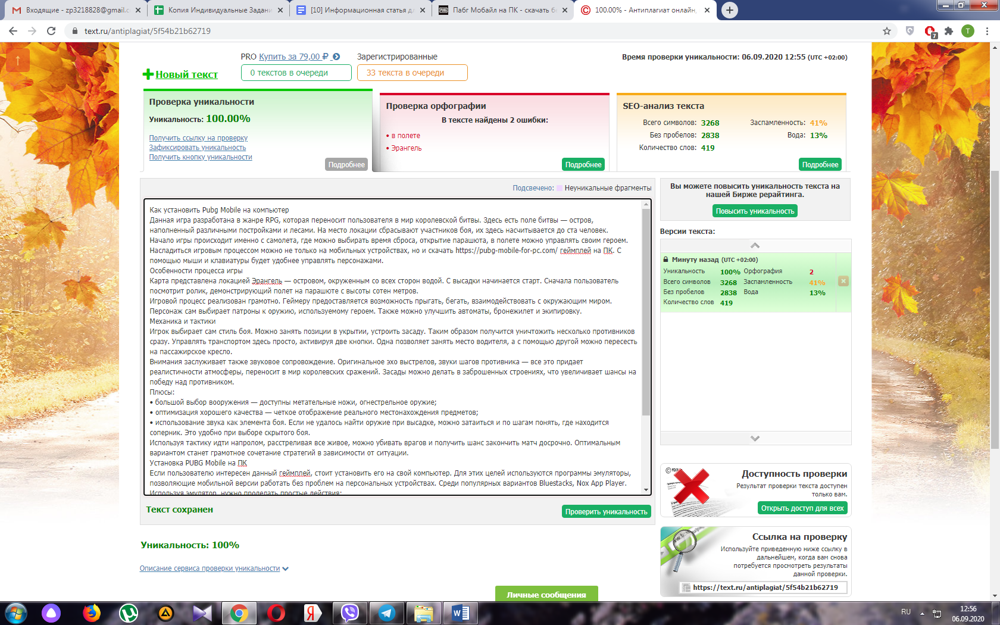 Входящие - zp3218828@gmail.c
Копия Индивидуальные Задани
[10] Информационная статья дл
Пабг Мобайл на ПК - скачать бе
100.00% - Антиплагиат онлайн,
text.ru/antiplagiat/5f54b21b62719
7
T
PRO Купить за 79,00 ₽
Зарегистрированные
Время проверки уникальности: 06.09.2020 12:55 (UTC +02:00)
Новый текст
0 текстов в очереди
33 текста в очереди
Проверка уникальности
Уникальность: 100.00%
Получить ссылку на проверку
Зафиксировать уникальность
Получить кнопку уникальности
Подробнее
Проверка орфографии
В тексте найдены 2 ошибки:
• в полете
• Эрангель
Подробнее
SEO-анализ текста
Всего символов: 3268
Заспамленность: 41%
Без пробелов: 2838
Вода: 13%
Количество слов: 419
Подробнее
Подсвечено: Неуникальные фрагменты
Как установить Pubg Mobile на компьютер
Данная игра разработана в жанре RPG, которая переносит пользователя в мир королевской битвы. Здесь есть поле битвы — остров,
наполненный различными постройками и лесами. На место локации сбрасывают участников боя, их здесь насчитывается до ста человек.
Начало игры происходит именно с самолета, где можно выбирать время сброса, открытие парашюта, в полете можно управлять своим героем.
Насладиться игровым процессом можно не только на мобильных устройствах, но и скачать https://pubg-mobile-for-pc.com/ геймплей на ПК. С
помощью мыши и клавиатуры будет удобнее управлять персонажами.
Особенности процесса игры
Карта представлена локацией Эрангель — островом, окруженным со всех сторон водой. С высадки начинается старт. Сначала пользователь
посмотрит ролик, демонстрирующий полет на парашюте с высоты сотен метров.
Игровой процесс реализован грамотно. Геймеру предоставляется возможность прыгать, бегать, взаимодействовать с окружающим миром.
Персонаж сам выбирает патроны к оружию, используемому героем. Также можно улучшить автоматы, бронежилет и экипировку.
Механика и тактики
Игрок выбирает сам стиль боя. Можно занять позиции в укрытии, устроить засаду. Таким образом получится уничтожить несколько противников
сразу. Управлять транспортом здесь просто, активируя две кнопки. Одна позволяет занять место водителя, а с помощью другой можно пересесть
на пассажирское кресло.
Внимания заслуживает также звуковое сопровождение. Оригинальное эхо выстрелов, звуки шагов противника — все это придает
реалистичности атмосферы, переносит в мир королевских сражений. Засады можно делать в заброшенных строениях, что увеличивает шансы на
победу над противником.
Плюсы:
• большой выбор вооружения — доступны метательные ножи, огнестрельное оружие;
• оптимизация хорошего качества — четкое отображение реального местонахождения предметов;
• использование звука как элемента боя. Если не удалось найти оружие при высадке, можно затаиться и по шагам понять, где находится
соперник. Это удобно при выборе скрытого боя.
Используя тактику идти напролом, расстреливая все живое, можно убивать врагов и получить шанс закончить матч досрочно. Оптимальным
вариантом станет грамотное сочетание стратегий в зависимости от ситуации.
Установка PUBG Mobile на ПК
Если пользователю интересен данный геймплей, стоит установить его на свой компьютер. Для этих целей используются программы эмуляторы,
позволяющие мобильной версии работать без проблем на персональных устройствах. Среди популярных вариантов Bluestacks, Nox App Player.
Используя эмулятор, нужно проделать простые действия:
Текст сохранен
Проверить уникальность
Вы можете повысить уникальность текста на
нашей Бирже рерайтинга.
Повысить уникальность
Версии текста:
Минуту назад (UTC +02:00)
Уникальность 100% Орфография 2
Всего символов 3268 Заспамленность 41%
Без пробелов 2838 Вода 13%
Количество слов 419
Доступность проверки
Результат проверки текста доступен
только вам.
Открыть доступ для всех
Ссылка на проверку
Используйте приведенную ниже ссылку в
дальнейшем, когда вам снова
потребуется просмотреть результаты
данной проверки.
https://text.ru/antiplagiat/5f54b21b62719
Уникальность: 100%
Описание сервиса проверки уникальности
Личные сообщения
RU
12:56
06.09.2020